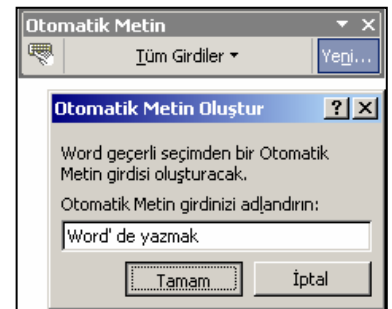 Otomatik Metin
Tüm Girdiler Yeni...
Otomatik Metin Oluştur
Word geçerli seçimden bir Otomatik
Metin girdisi oluşturacak.
Otomatik Metin girdinizi adlandırın:
Word' de yazmak
Tamam İptal